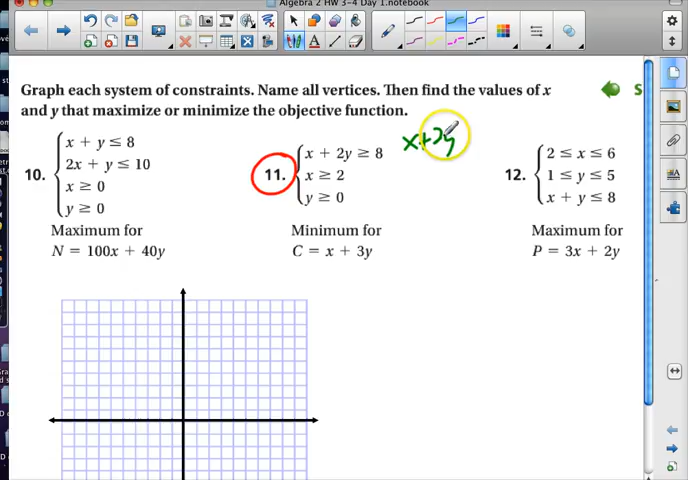 Algebra 2 HW 3-4 Day 1.notebook
Graph each system of constraints. Name all vertices. Then find the values of x
and y that maximize or minimize the objective function.
S
x+2y
10.
x + y ≤ 8
2x + y ≤ 10
x ≥ 0
y ≥ 0
Maximum for
N = 100x + 40y
11.
x + 2y ≥ 8
x ≥ 2
y ≥ 0
Minimum for
C = x + 3y
12.
2 ≤ x ≤ 6
1 ≤ y ≤ 5
x + y ≤ 8
Maximum for
P = 3x + 2y